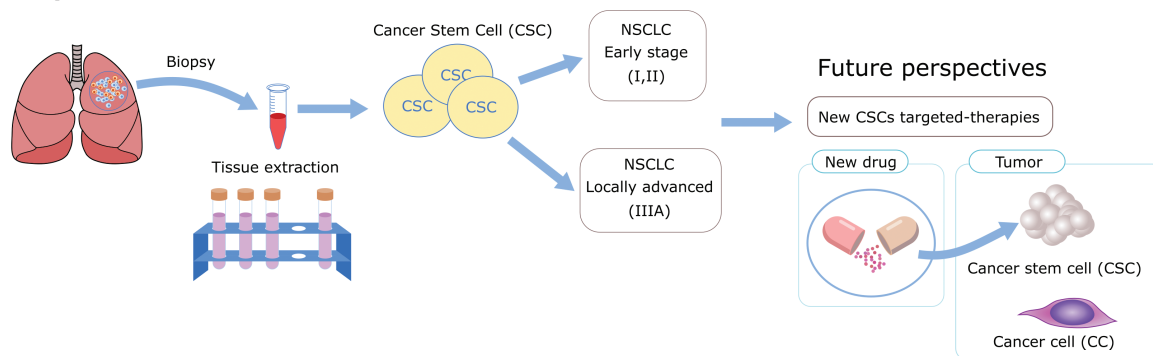 Biopsy
Tissue extraction
Cancer Stem Cell (CSC)
CSC
CSC
CSC
NSCLC
Early stage
(I,II)
NSCLC
Locally advanced
(IIIA)
Future perspectives
New CSCs targeted-therapies
New drug
Tumor
Cancer stem cell (CSC)
Cancer cell (CC)